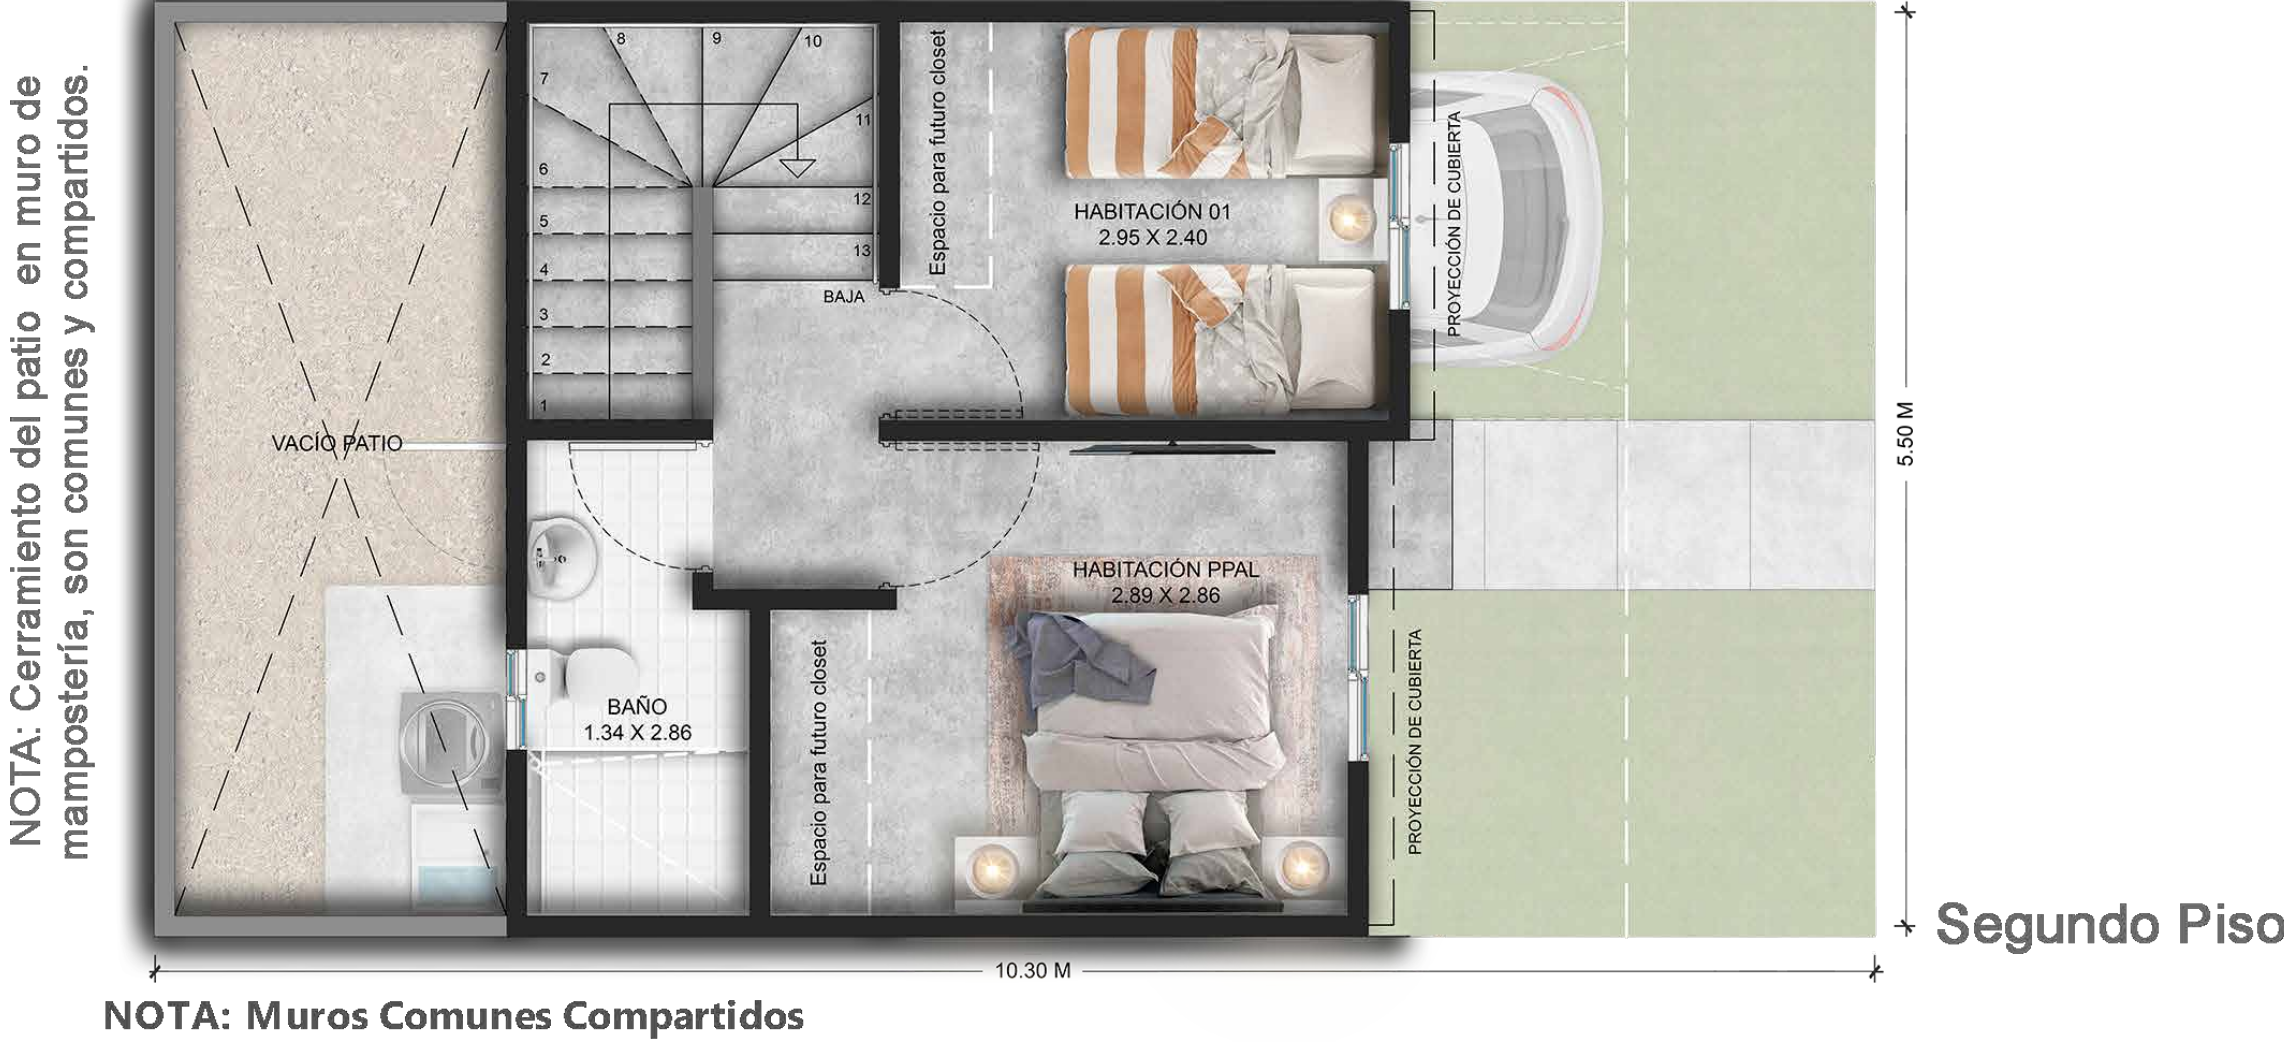 NOTA: Cerramiento del patio en muro de
mampostería, son comunes y compartidos.
8
9
10
7
11
6
12
5
13
4
3
2
1
BAJA
Espacio para futuro closet
HABITACIÓN 01
2.95 X 2.40
PROYECCIÓN DE CUBIERTA
VACÍO PATIO
5.50 M
HABITACIÓN PPAL
2.89 X 2.86
BAÑO
1.34 X 2.86
Espacio para futuro closet
PROYECCIÓN DE CUBIERTA
Segundo Piso
10.30 M
NOTA: Muros Comunes Compartidos